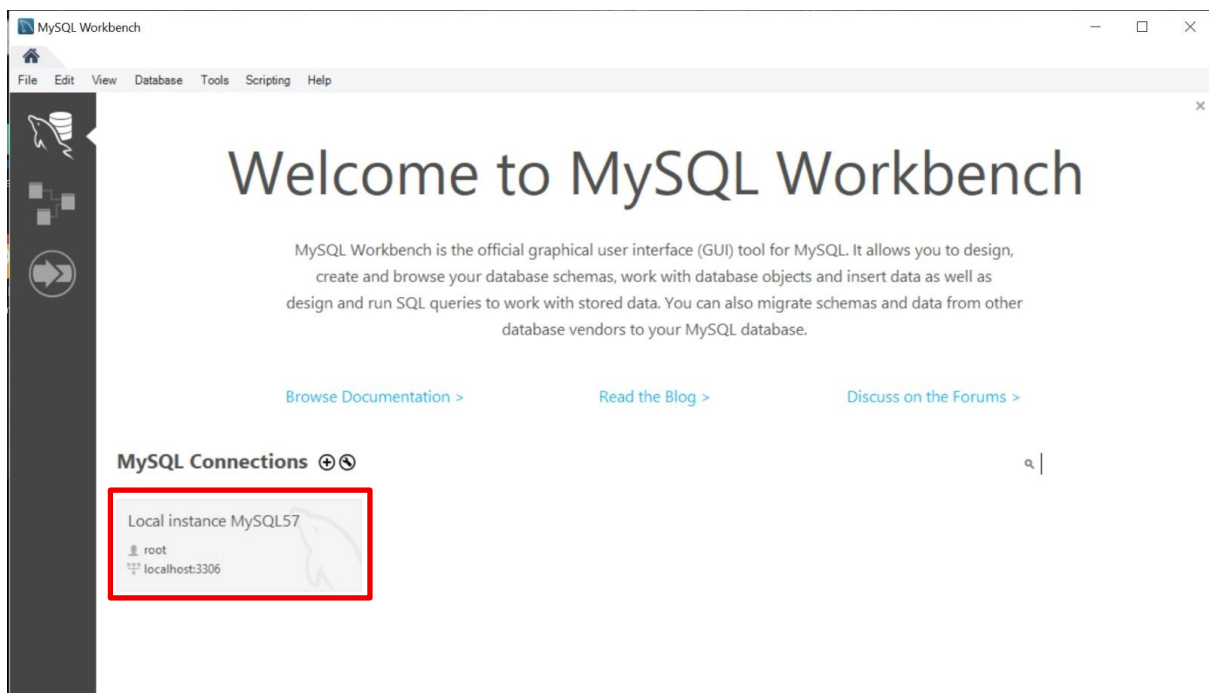 MySQL Workbench
File Edit View Database Tools Scripting Help
Welcome to MySQL Workbench
MySQL Workbench is the official graphical user interface (GUI) tool for MySQL. It allows you to design,
create and browse your database schemas, work with database objects and insert data as well as
design and run SQL queries to work with stored data. You can also migrate schemas and data from other
database vendors to your MySQL database.
Browse Documentation > Read the Blog > Discuss on the Forums >
MySQL Connections
Local instance MySQL57
root
localhost:3306